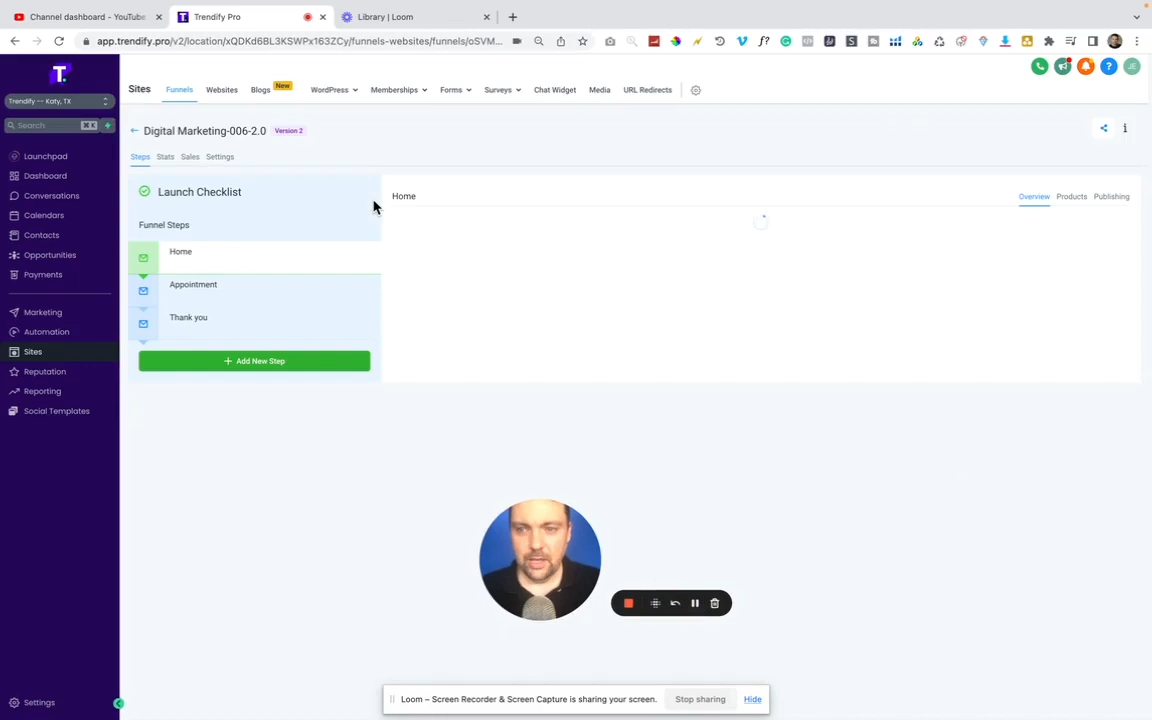 Channel dashboard - YouTube
Trendify Pro
Library | Loom
app.trendify.pro/v2/location/xQDKd6BL3KSWPx163ZCy/funnels-websites/funnels/oSVM...
T.
Trendify -- Katy, TX
Search
⌘ K
Launchpad
Dashboard
Conversations
Calendars
Contacts
Opportunities
Payments
Marketing
Automation
Sites
Reputation
Reporting
Social Templates
Settings
JE
Sites
Funnels
Websites
Blogs
New
WordPress
Memberships
Forms
Surveys
Chat Widget
Media
URL Redirects
Digital Marketing-006-2.0
Version 2
Steps
Stats
Sales
Settings
Launch Checklist
Funnel Steps
Home
Appointment
Thank you
+ Add New Step
Home
Overview
Products
Publishing
Loom – Screen Recorder & Screen Capture is sharing your screen.
Stop sharing
Hide